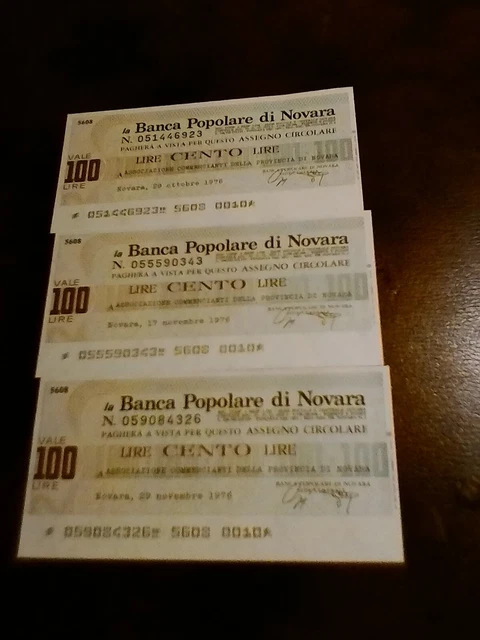 5608
la Banca Popolare di Novara
N. 051446923
PAGHERÀ A VISTA PER QUESTO ASSEGNO CIRCOLARE
VALE
100
LIRE
LIRE CENTO LIRE
A ASSOCIAZIONE COMMERCIANTI DELLA PROVINCIA DI NOVARA
Novara, 29 ottobre 1976
051446923 5608 0010
5608
la Banca Popolare di Novara
N. 055590343
PAGHERÀ A VISTA PER QUESTO ASSEGNO CIRCOLARE
VALE
100
LIRE
LIRE CENTO LIRE
A ASSOCIAZIONE COMMERCIANTI DELLA PROVINCIA DI NOVARA
Novara, 17 novembre 1976
055590343 5608 0010
5608
la Banca Popolare di Novara
N. 059084326
PAGHERÀ A VISTA PER QUESTO ASSEGNO CIRCOLARE
VALE
100
LIRE
LIRE CENTO LIRE
A ASSOCIAZIONE COMMERCIANTI DELLA PROVINCIA DI NOVARA
BANCA POPOLARE DI NOVARA
Novara, 29 novembre 1976
059084326 5608 0010